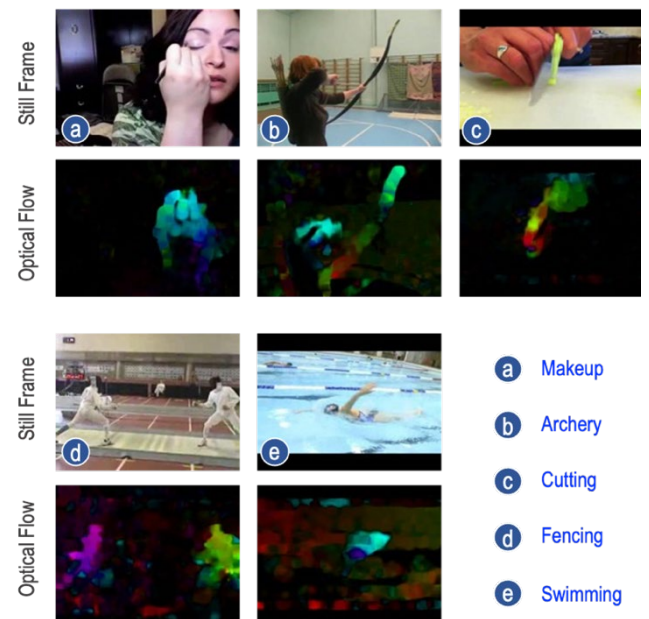 Still Frame
a
b
c
Optical Flow
Still Frame
d
e
Optical Flow
a Makeup
b Archery
c Cutting
d Fencing
e Swimming